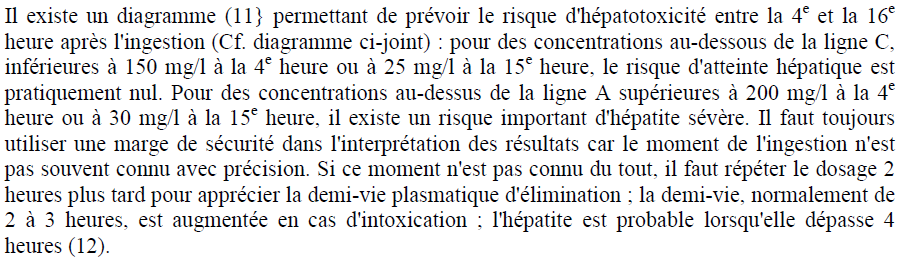 Il existe un diagramme (11} permettant de prévoir le risque d'hépatotoxicité entre la 4e et la 16e
heure après l'ingestion (Cf. diagramme ci-joint) : pour des concentrations au-dessous de la ligne C,
inférieures à 150 mg/l à la 4e heure ou à 25 mg/l à la 15e heure, le risque d'atteinte hépatique est
pratiquement nul. Pour des concentrations au-dessus de la ligne A supérieures à 200 mg/l à la 4e
heure ou à 30 mg/l à la 15e heure, il existe un risque important d'hépatite sévère. Il faut toujours
utiliser une marge de sécurité dans l'interprétation des résultats car le moment de l'ingestion n'est
pas souvent connu avec précision. Si ce moment n'est pas connu du tout, il faut répéter le dosage 2
heures plus tard pour apprécier la demi-vie plasmatique d'élimination ; la demi-vie, normalement de
2 à 3 heures, est augmentée en cas d'intoxication ; l'hépatite est probable lorsqu'elle dépasse 4
heures (12).